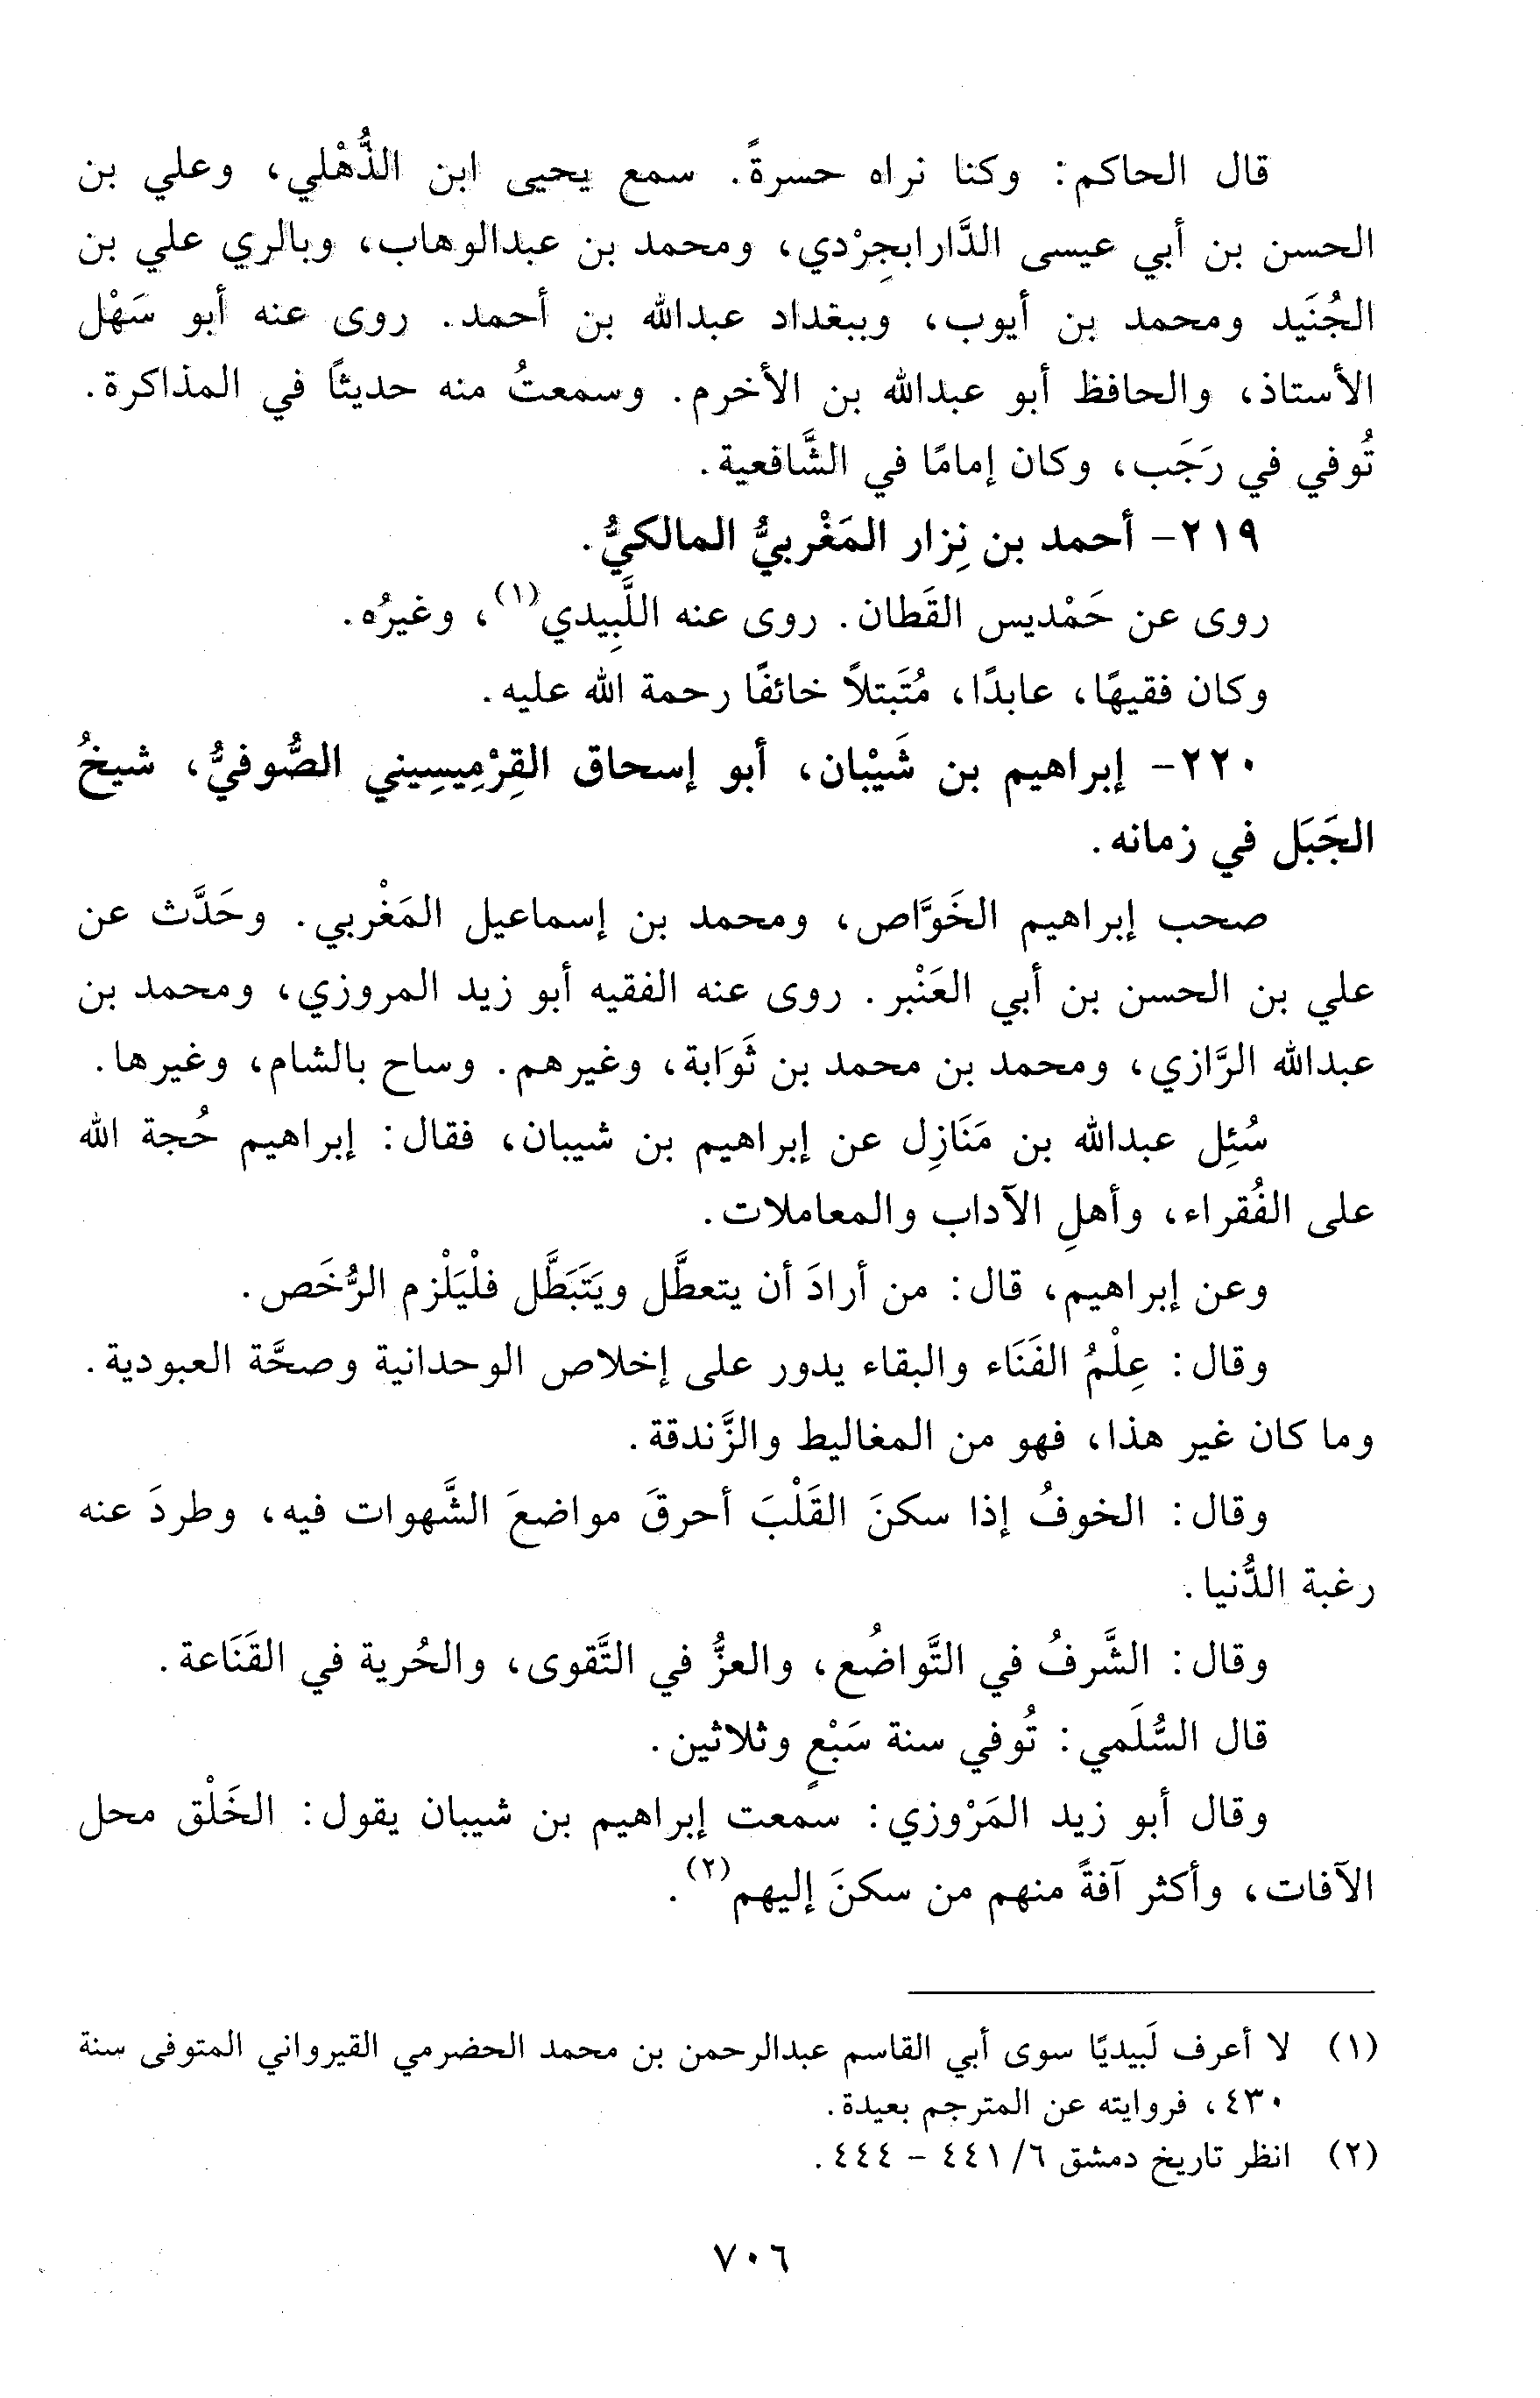 قال الحاكم: وكنا نراه حسرةً. سمع يحيى ابن الذُّهْلي، وعلي بن
الحسن بن أبي عيسى الدَّارابجِرْدي، ومحمد بن عبدالوهاب، وبالري علي بن
الجُنَيد ومحمد بن أيوب، وببغداد عبدالله بن أحمد. روى عنه أبو سَهْل
الأستاذ، والحافظ أبو عبدالله بن الأخرم. وسمعتُ منه حديثًا في المذاكرة.
تُوفي في رَجَب، وكان إمامًا في الشَّافعية.
٢١٩- أحمد بن نِزار المَغْربيُّ المالكيُّ.
روى عن حَمْديس القَطان. روى عنه اللَّبِيدي(١)، وغيرُه.
وكان فقيهًا، عابدًا، مُتَبتلاً خائفًا رحمة الله عليه.
٢٢٠- إبراهيم بن شَيْبان، أبو إسحاق القِرْمِيسِيني الصُّوفيُّ، شيخُ
الجَبَل في زمانه.
صحب إبراهيم الخَوَّاص، ومحمد بن إسماعيل المَغْربي. وحَدَّث عن
علي بن الحسن بن أبي العَنْبر. روى عنه الفقيه أبو زيد المروزي، ومحمد بن
عبدالله الرَّازي، ومحمد بن محمد بن ثَوَابة، وغيرهم. وساح بالشام، وغيرها.
سُئِل عبدالله بن مَنَازِل عن إبراهيم بن شيبان، فقال: إبراهيم حُجة الله
على الفُقراء، وأهلِ الآداب والمعاملات.
وعن إبراهيم، قال: من أرادَ أن يتعطَّل ويَتَبَطَّل فلْيَلْزم الرُّخَص.
وقال: عِلْمُ الفَنَاء والبقاء يدور على إخلاص الوحدانية وصحَّة العبودية.
وما كان غير هذا، فهو من المغاليط والزَّندقة.
وقال: الخوفُ إذا سكنَ القَلْبَ أحرقَ مواضعَ الشَّهوات فيه، وطردَ عنه
رغبة الدُّنيا.
وقال: الشَّرفُ في التَّواضُع، والعزُّ في التَّقوى، والحُرية في القَنَاعة.
قال السُّلَمي: تُوفي سنة سَبْعٍ وثلاثين.
وقال أبو زيد المَرْوزي: سمعت إبراهيم بن شيبان يقول: الخَلْق محل
الآفات، وأكثر آفةً منهم من سكنَ إليهم(٢).
(١) لا أعرف لَبيديًا سوى أبي القاسم عبدالرحمن بن محمد الحضرمي القيرواني المتوفى سنة
٤٣٠، فروايته عن المترجم بعيدة.
(٢) انظر تاريخ دمشق ٦/ ٤٤١ - ٤٤٤.
٧٠٦